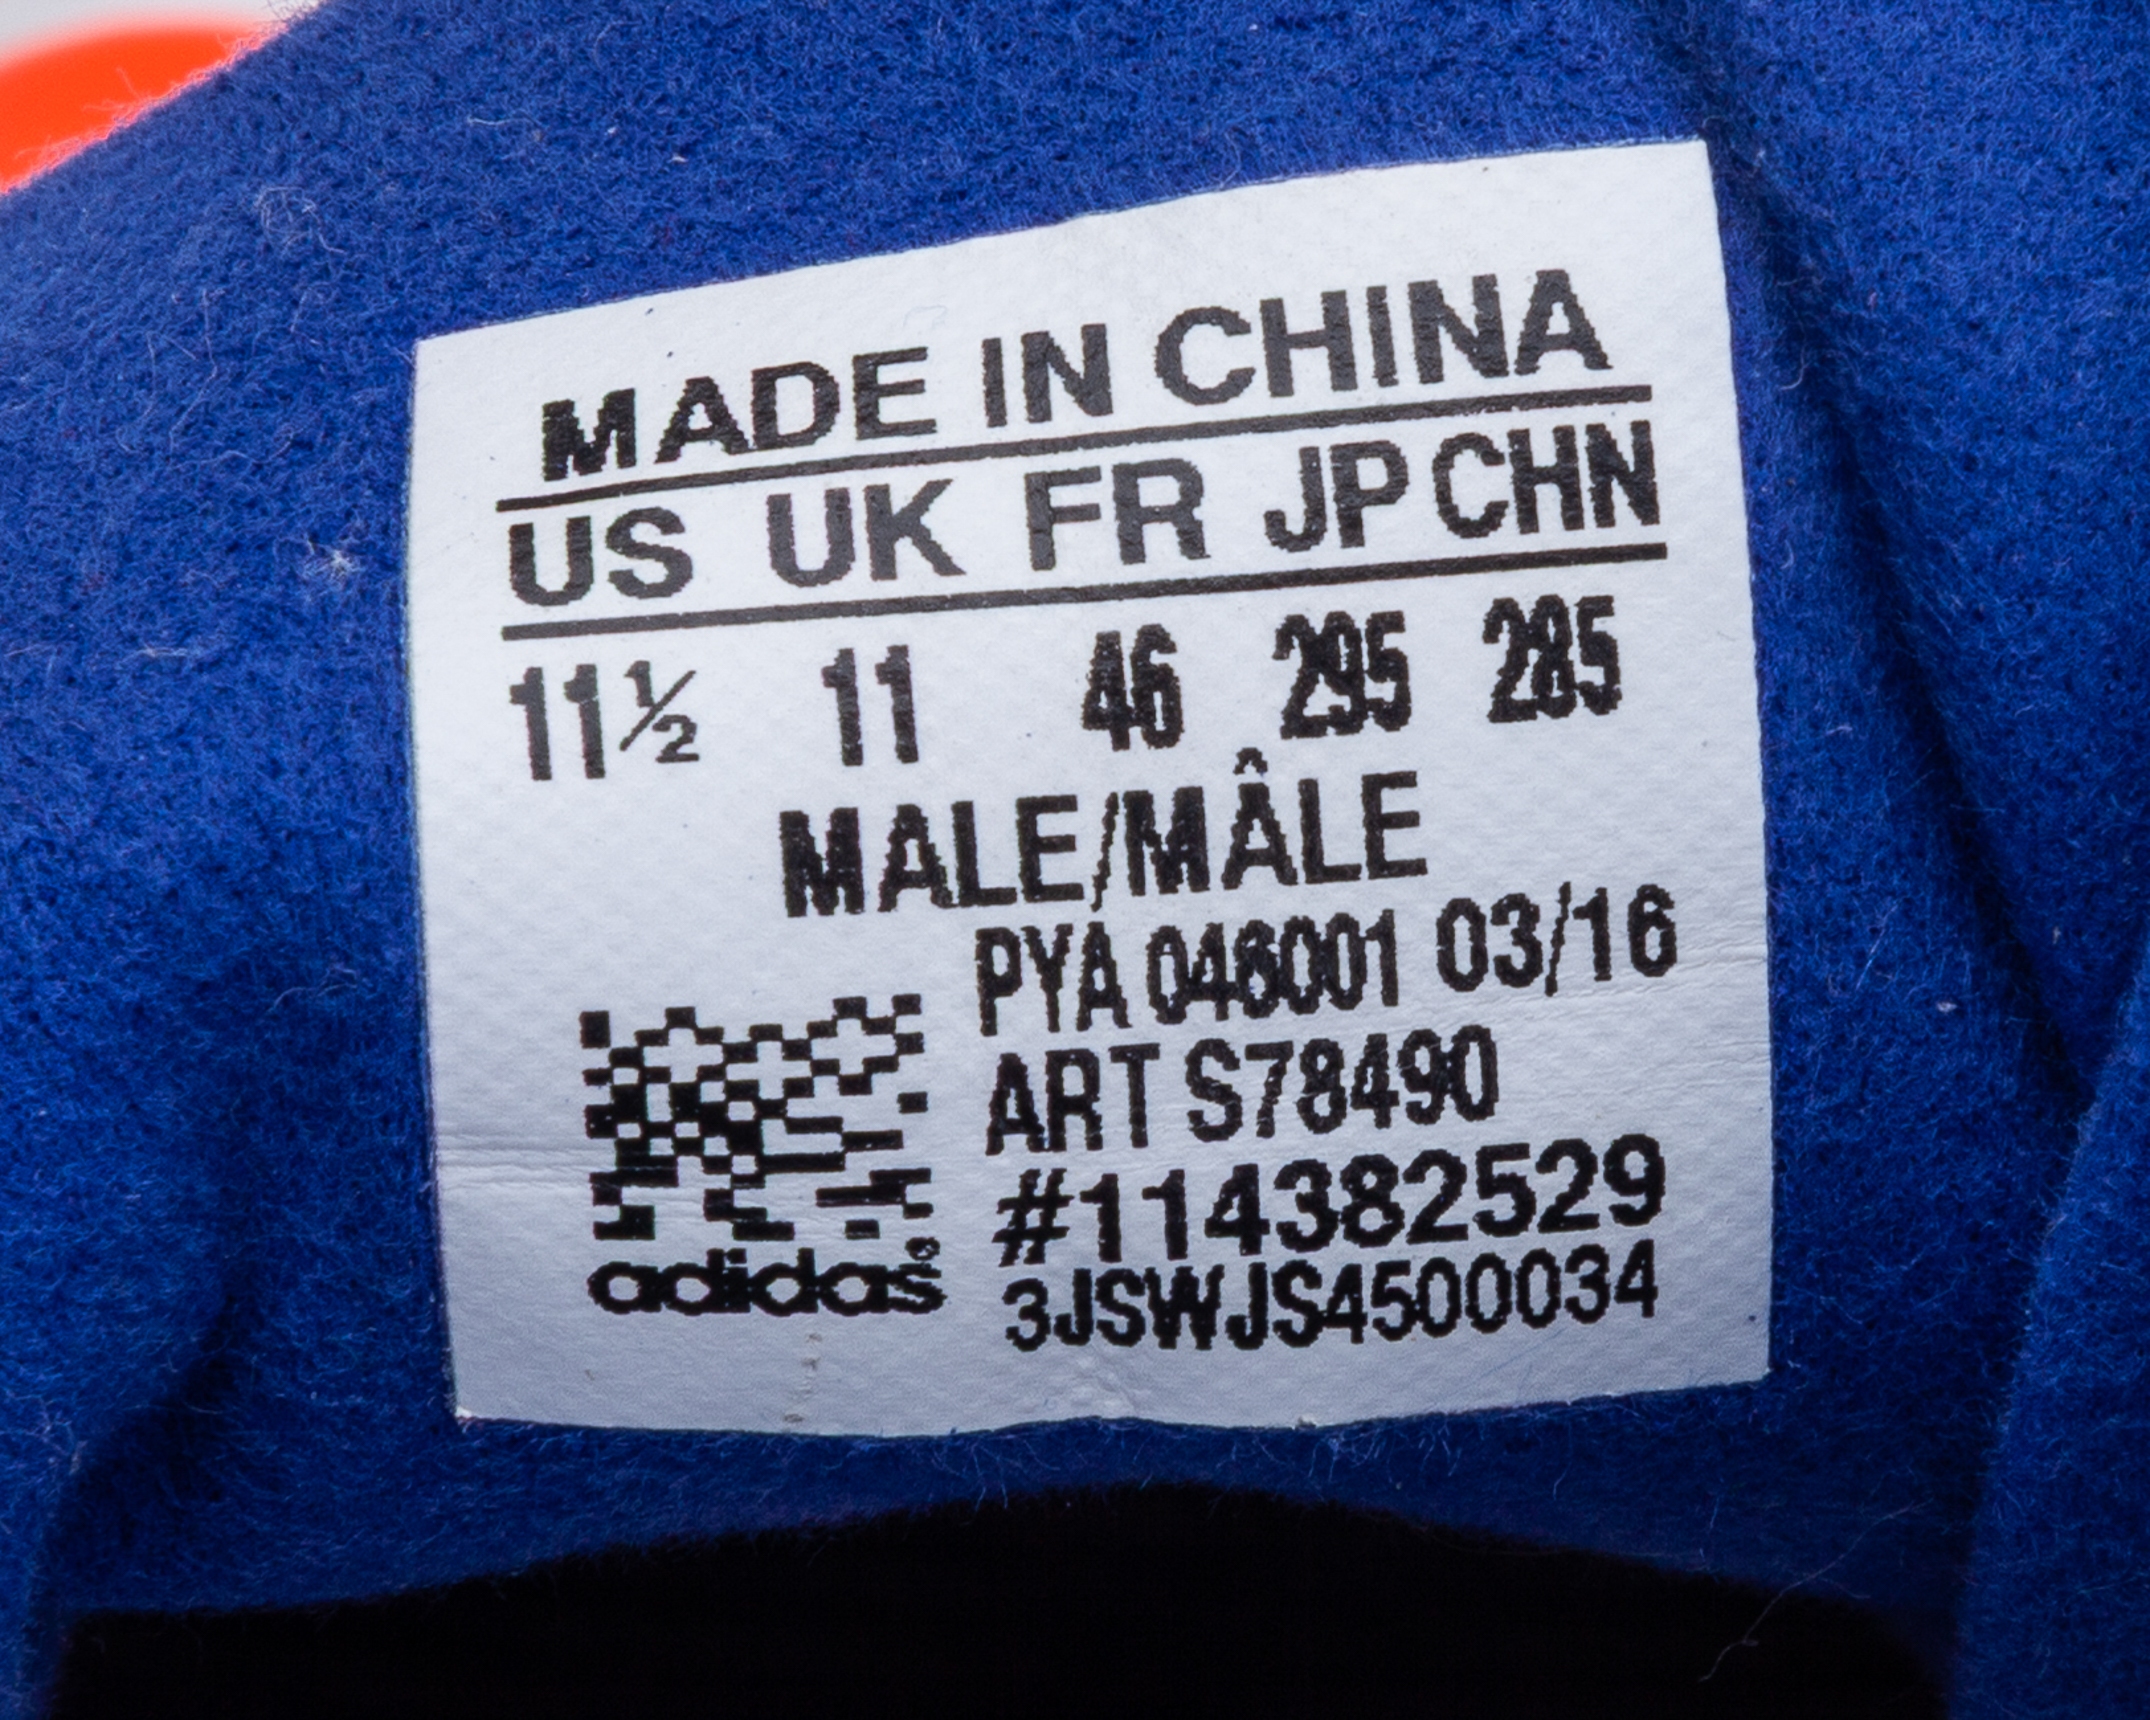 MADE IN CHINA
US UK FR JP CHN
11½ 11 46 295 285
MALE/MÂLE
PYA 046001 03/16
ART S78490
#114382529
adidas®
3JSWJS4500034